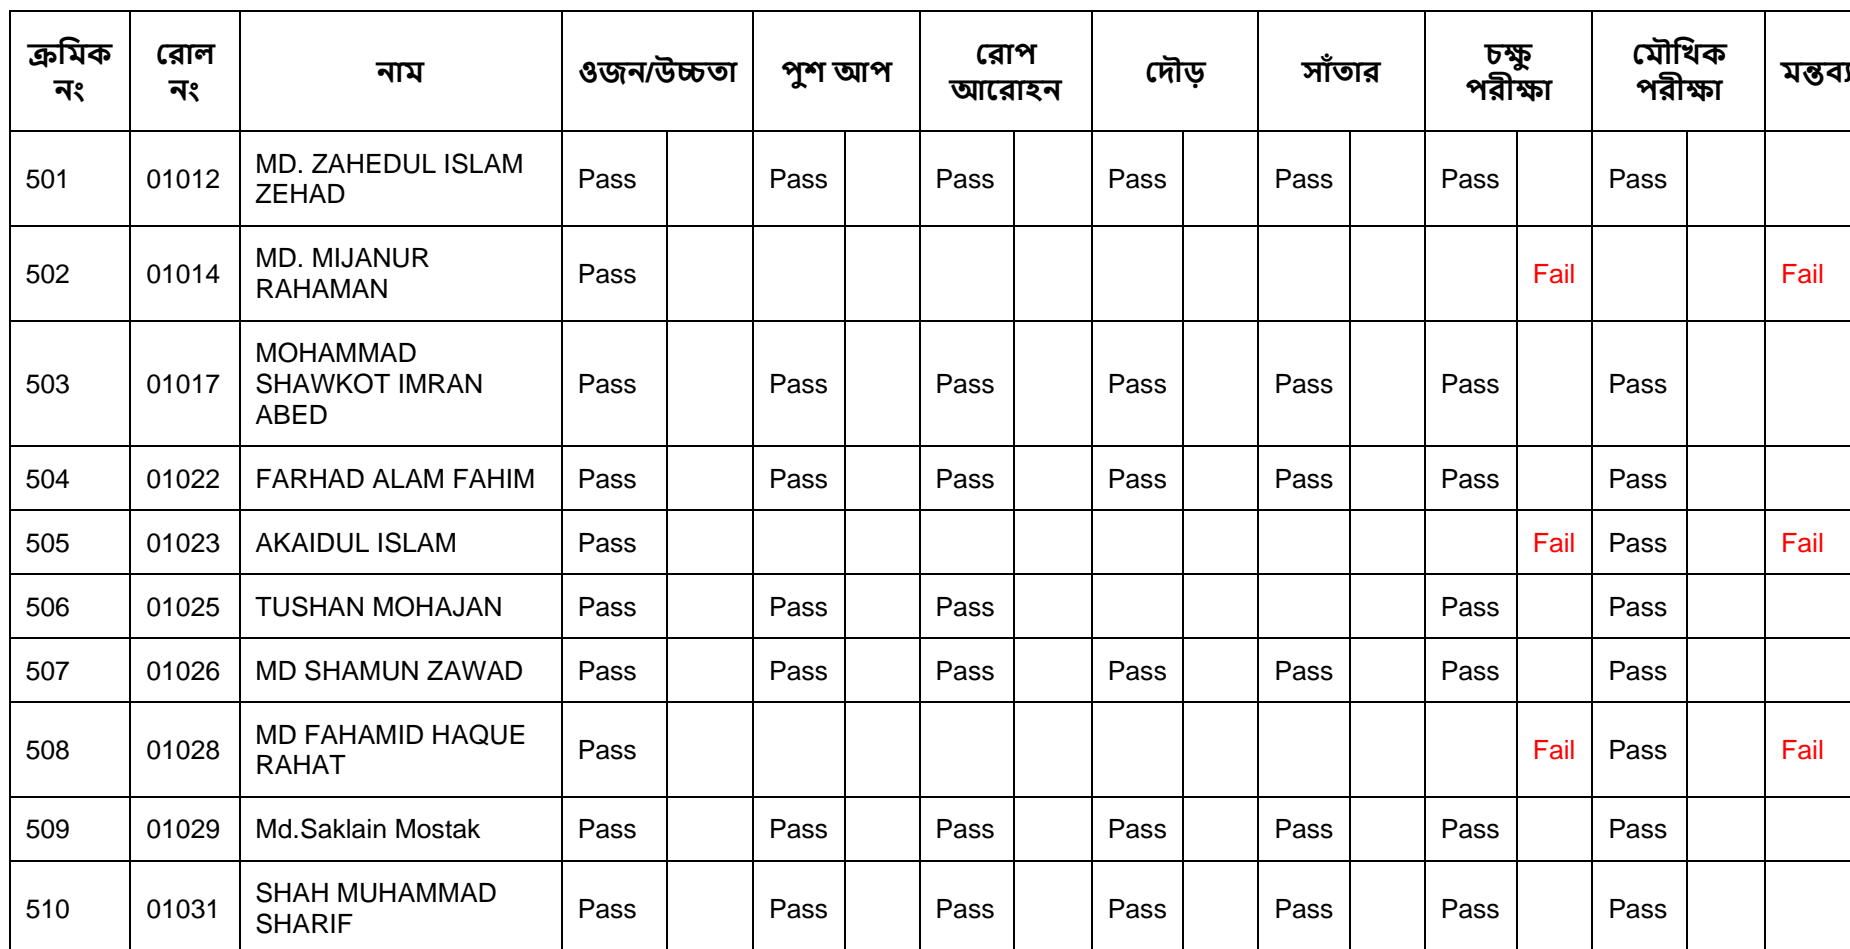 ক্রমিক নং রোল নং নাম ওজন/উচ্চতা পুশ আপ রোপ আরোহন দৌড় সাঁতার চক্ষু পরীক্ষা মৌখিক পরীক্ষা মন্তব্য
501 01012 MD. ZAHEDUL ISLAM ZEHAD Pass Pass Pass Pass Pass Pass Pass
502 01014 MD. MIJANUR RAHAMAN Pass Fail Fail
503 01017 MOHAMMAD SHAWKOT IMRAN ABED Pass Pass Pass Pass Pass Pass Pass
504 01022 FARHAD ALAM FAHIM Pass Pass Pass Pass Pass Pass Pass
505 01023 AKAIDUL ISLAM Pass Fail Pass Fail
506 01025 TUSHAN MOHAJAN Pass Pass Pass Pass Pass
507 01026 MD SHAMUN ZAWAD Pass Pass Pass Pass Pass Pass Pass
508 01028 MD FAHAMID HAQUE RAHAT Pass Fail Pass Fail
509 01029 Md.Saklain Mostak Pass Pass Pass Pass Pass Pass Pass
510 01031 SHAH MUHAMMAD SHARIF Pass Pass Pass Pass Pass Pass Pass